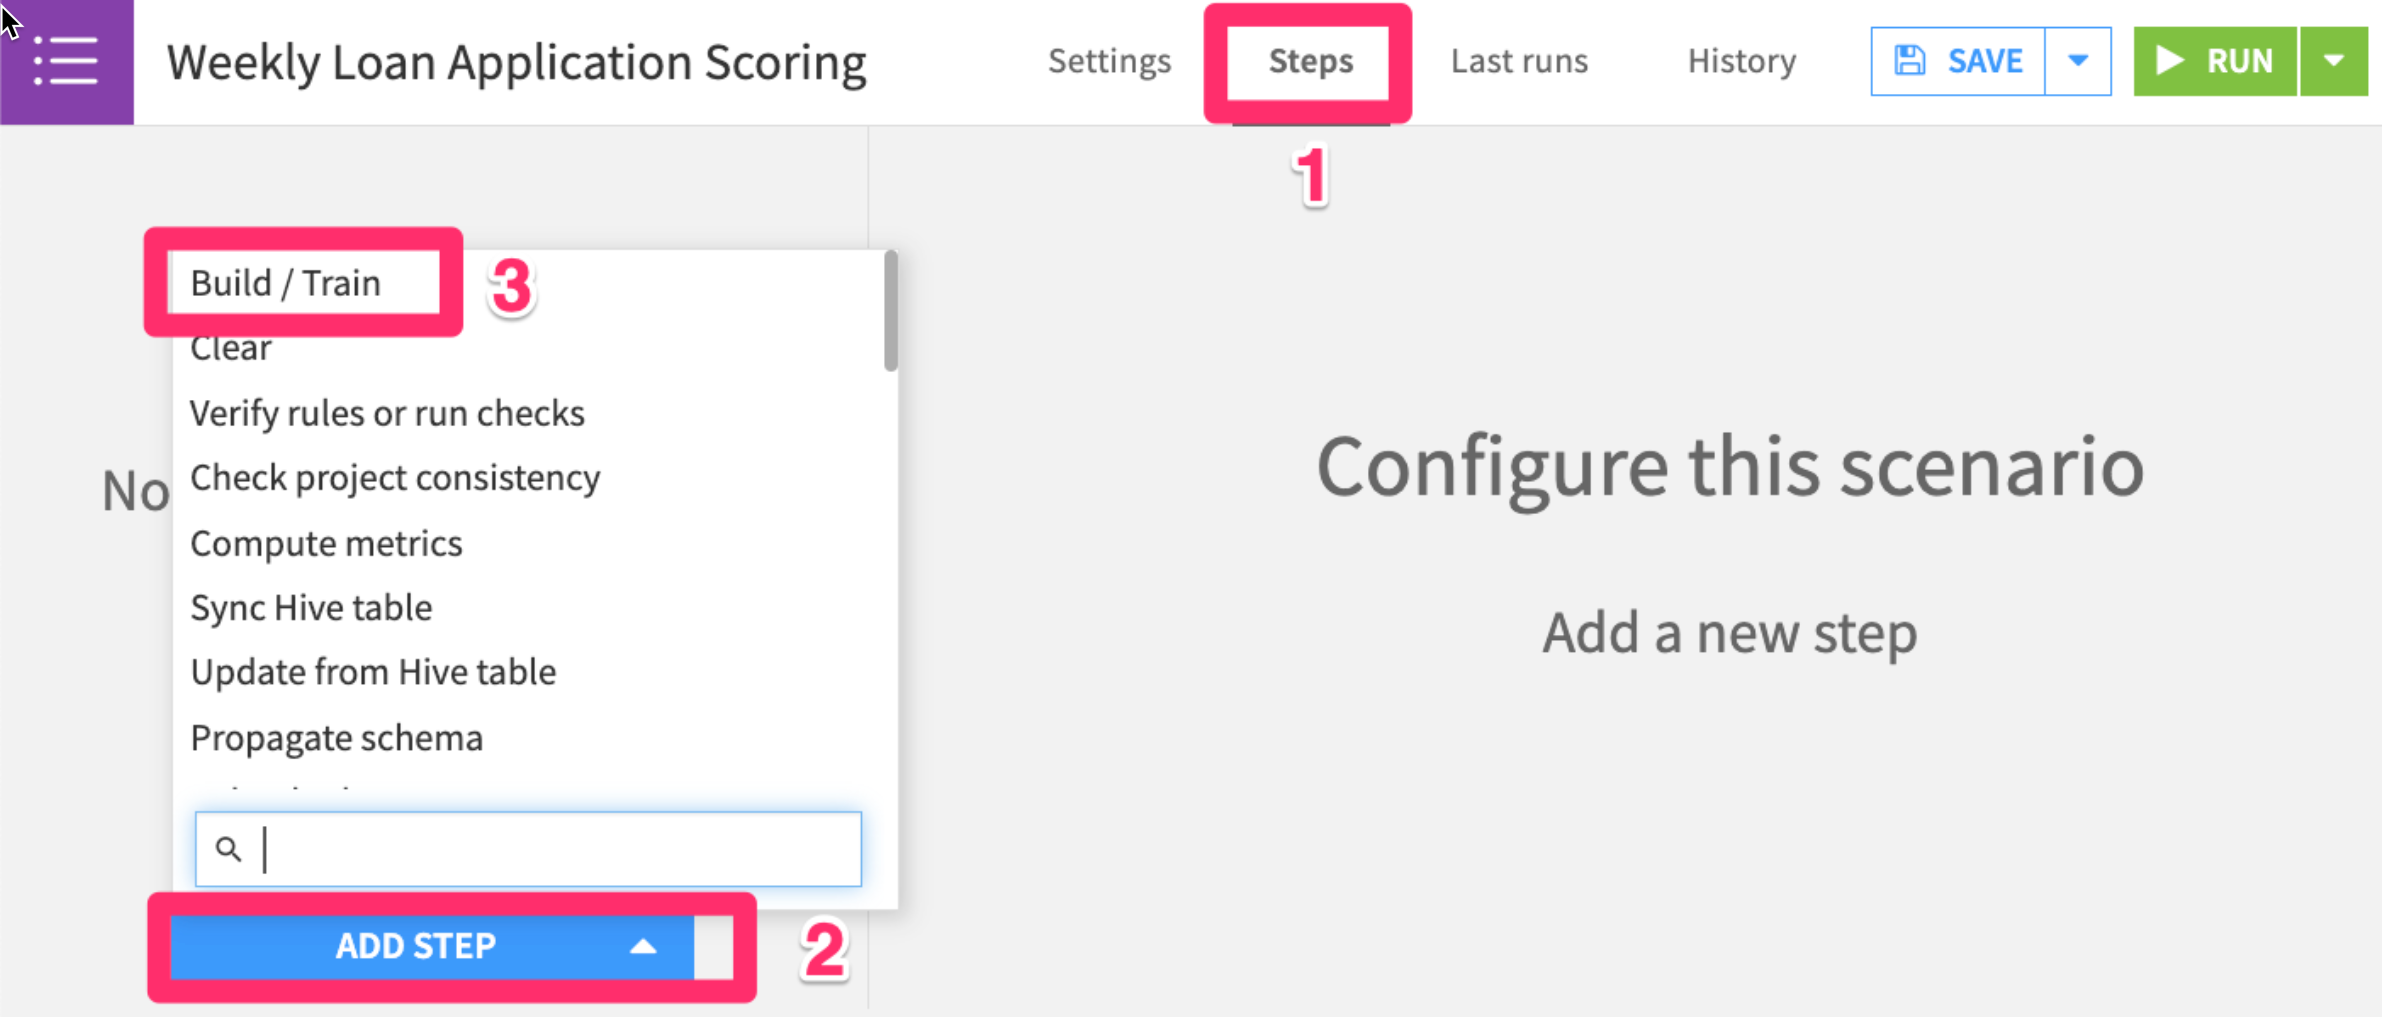 Weekly Loan Application Scoring
Settings
Steps
Last runs
History
SAVE
RUN
1
Build / Train
3
Clear
Verify rules or run checks
Check project consistency
No
Compute metrics
Sync Hive table
Update from Hive table
Propagate schema
ADD STEP
2
Configure this scenario
Add a new step